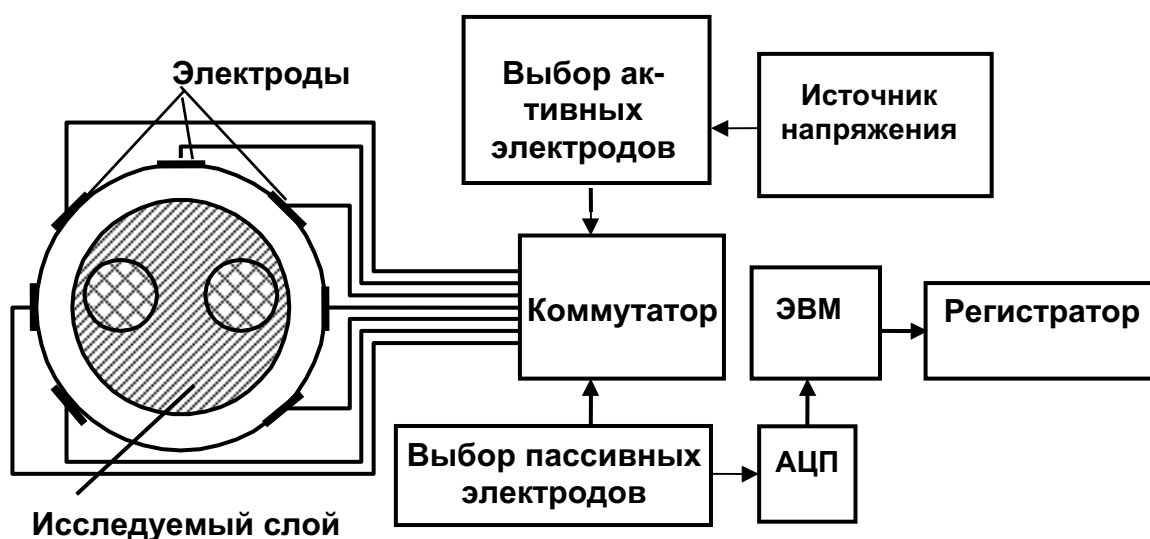 Электроды
Выбор ак-
тивных
электродов
Источник
напряжения
Коммутатор
ЭВМ
Регистратор
Выбор пассивных
электродов
АЦП
Исследуемый слой